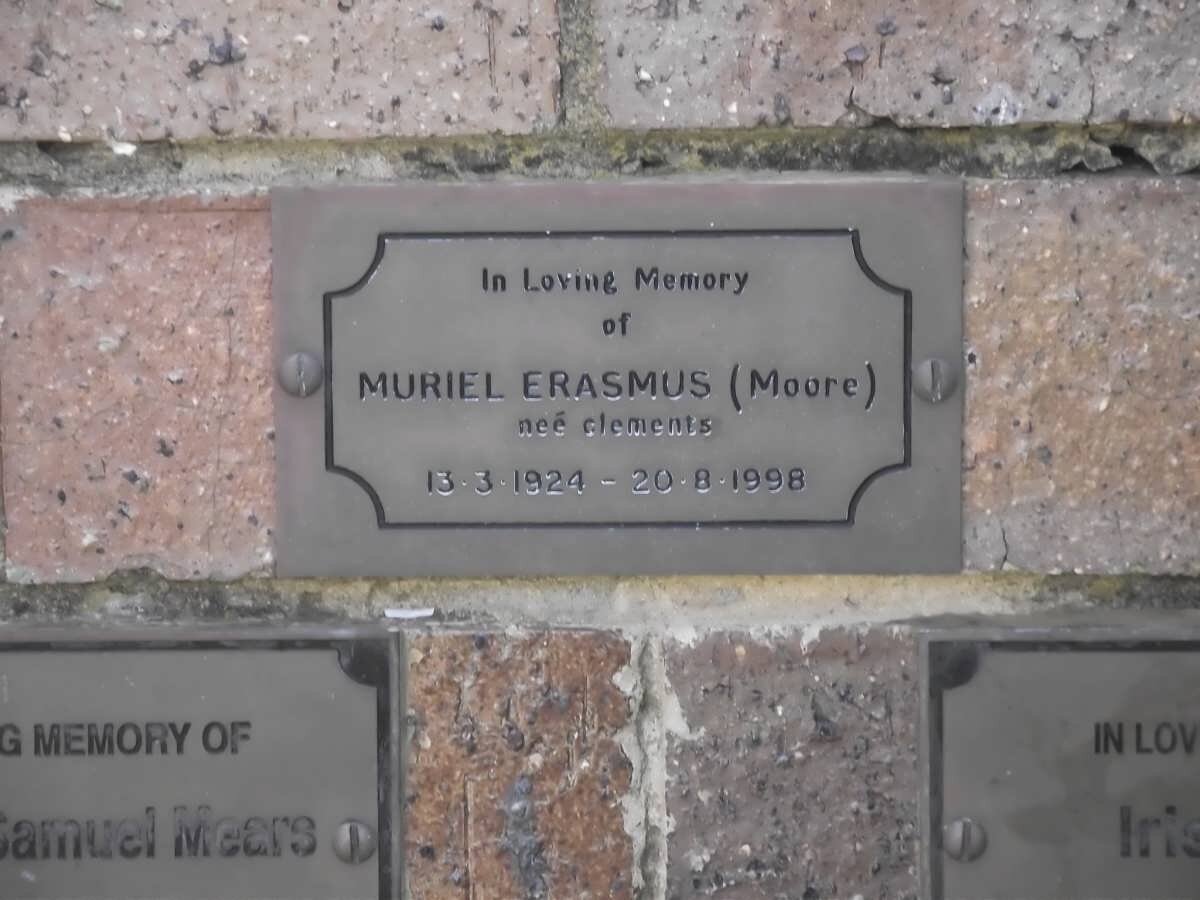 In Loving Memory
of
MURIEL ERASMUS (Moore)
neé clements
13·3·1924 - 20·8·1998
G MEMORY OF
Samuel Mears
IN LOV
Iris